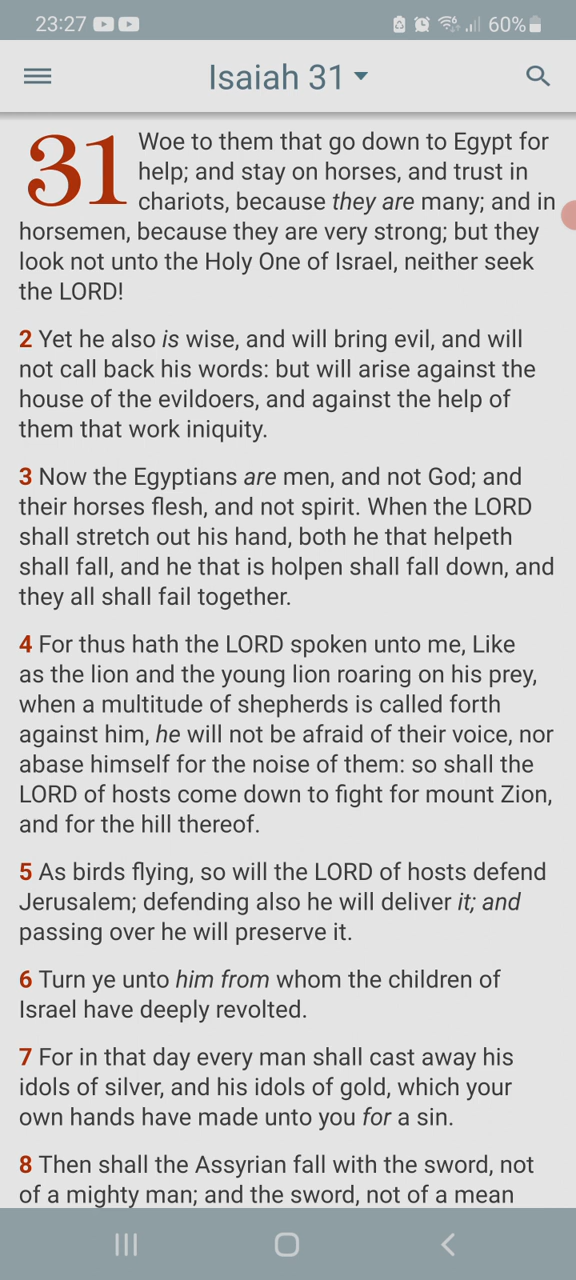 23:27
60%
Isaiah 31
31 Woe to them that go down to Egypt for
help; and stay on horses, and trust in
chariots, because they are many; and in
horsemen, because they are very strong; but they
look not unto the Holy One of Israel, neither seek
the LORD!
2 Yet he also is wise, and will bring evil, and will
not call back his words: but will arise against the
house of the evildoers, and against the help of
them that work iniquity.
3 Now the Egyptians are men, and not God; and
their horses flesh, and not spirit. When the LORD
shall stretch out his hand, both he that helpeth
shall fall, and he that is holpen shall fall down, and
they all shall fail together.
4 For thus hath the LORD spoken unto me, Like
as the lion and the young lion roaring on his prey,
when a multitude of shepherds is called forth
against him, he will not be afraid of their voice, nor
abase himself for the noise of them: so shall the
LORD of hosts come down to fight for mount Zion,
and for the hill thereof.
5 As birds flying, so will the LORD of hosts defend
Jerusalem; defending also he will deliver it; and
passing over he will preserve it.
6 Turn ye unto him from whom the children of
Israel have deeply revolted.
7 For in that day every man shall cast away his
idols of silver, and his idols of gold, which your
own hands have made unto you for a sin.
8 Then shall the Assyrian fall with the sword, not
of a mighty man; and the sword, not of a mean